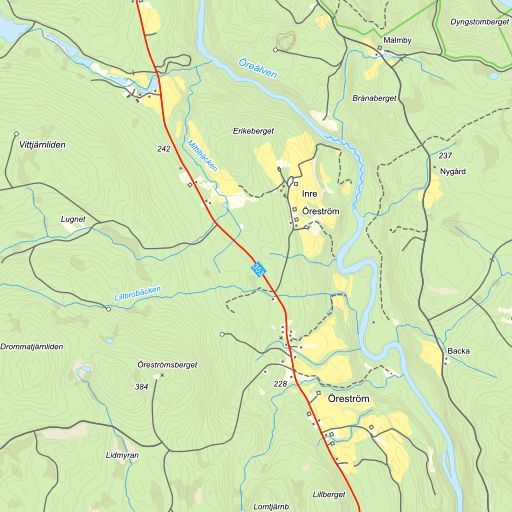 Dyngstomberget
Malmby
Öreälven
Brånaberget
Erikeberget
Vittjärnliden
242
Mittibäcken
237
Nygård
Inre
Öreström
Lugnet
353
Lillbrobäcken
Drommatjärnliden
Backa
Öreströmsberget
384
228
Öreström
Lidmyran
Lillberget
Lomtjärnb.